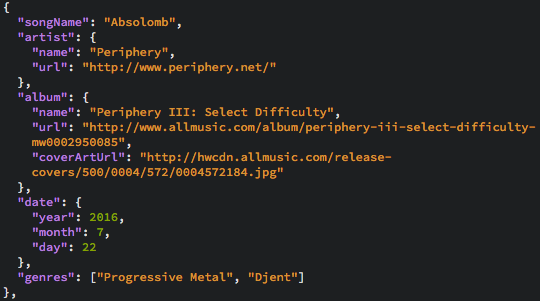 {
  "songName": "Absolomb",
  "artist": {
    "name": "Periphery",
    "url": "http://www.periphery.net/"
  },
  "album": {
    "name": "Periphery III: Select Difficulty",
    "url": "http://www.allmusic.com/album/periphery-iii-select-difficulty-
    mw0002950085",
    "coverArtUrl": "http://hwcdn.allmusic.com/release-
    covers/500/0004/572/0004572184.jpg"
  },
  "date": {
    "year": 2016,
    "month": 7,
    "day": 22
  },
  "genres": ["Progressive Metal", "Djent"]
},